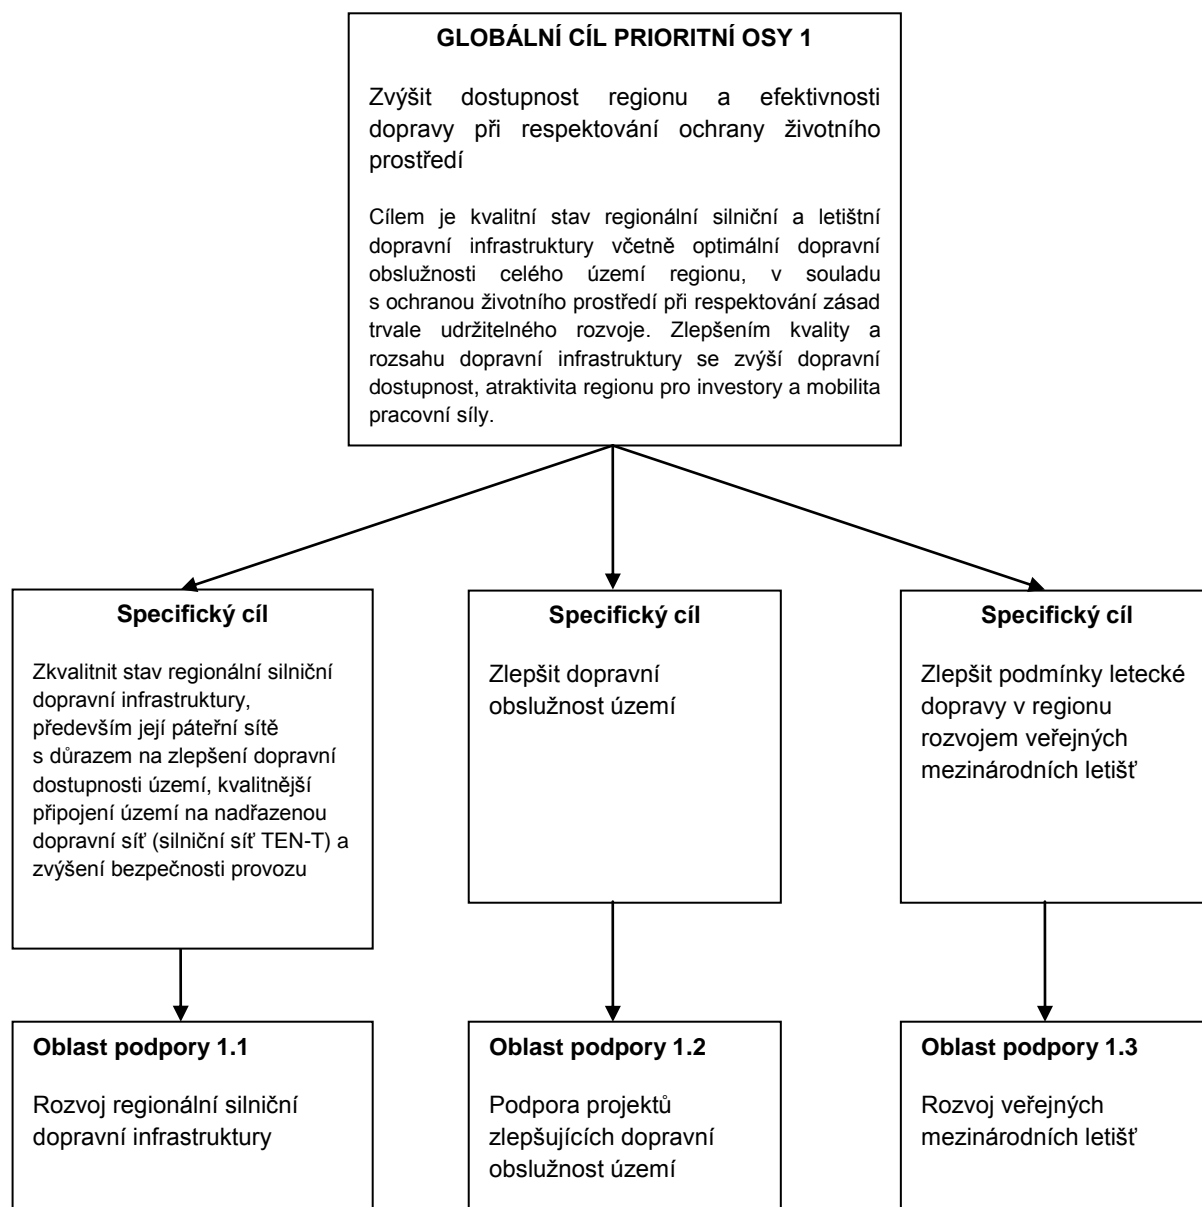 GLOBÁLNÍ CÍL PRIORITNÍ OSY 1
Zvýšit dostupnost regionu a efektivnosti
dopravy při respektování ochrany životního
prostředí
Cílem je kvalitní stav regionální silniční a letištní
dopravní infrastruktury včetně optimální dopravní
obslužnosti celého území regionu, v souladu
s ochranou životního prostředí při respektování zásad
trvale udržitelného rozvoje. Zlepšením kvality a
rozsahu dopravní infrastruktury se zvýší dopravní
dostupnost, atraktivita regionu pro investory a mobilita
pracovní síly.
Specifický cíl
Zkvalitnit stav regionální silniční
dopravní infrastruktury,
především její páteřní sítě
s důrazem na zlepšení dopravní
dostupnosti území, kvalitnější
připojení území na nadřazenou
dopravní síť (silniční síť TEN-T) a
zvýšení bezpečnosti provozu
Specifický cíl
Zlepšit dopravní
obslužnost území
Specifický cíl
Zlepšit podmínky letecké
dopravy v regionu
rozvojem veřejných
mezinárodních letišť
Oblast podpory 1.1
Rozvoj regionální silniční
dopravní infrastruktury
Oblast podpory 1.2
Podpora projektů
zlepšujících dopravní
obslužnost území
Oblast podpory 1.3
Rozvoj veřejných
mezinárodních letišť